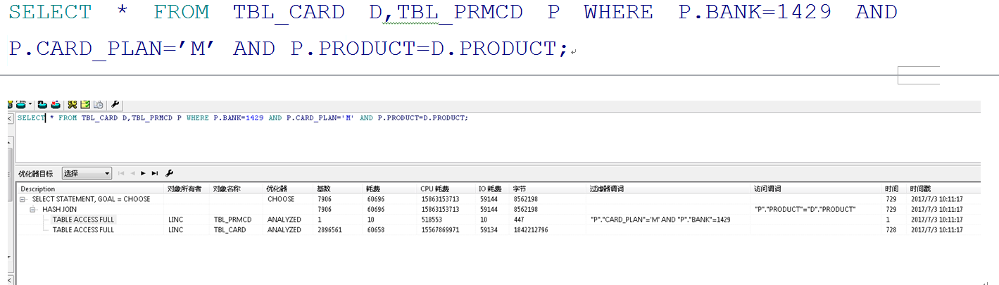 SELECT * FROM TBL_CARD D,TBL_PRMCD P WHERE P.BANK=1429 AND
P.CARD_PLAN=’M’ AND P.PRODUCT=D.PRODUCT;
SELECT * FROM TBL_CARD D,TBL_PRMCD P WHERE P.BANK=1429 AND P.CARD_PLAN='M' AND P.PRODUCT=D.PRODUCT;
优化器目标 选择
Description 对象所有者 对象名称 优化器 基数 耗费 CPU 耗费 IO 耗费 字节 过滤器谓词 访问谓词 时间 时间戳
SELECT STATEMENT, GOAL = CHOOSE CHOOSE 7906 60696 15863153713 59144 8562198 729 2017/7/3 10:11:17
HASH JOIN 7906 60696 15863153713 59144 8562198 "P"."PRODUCT"="D"."PRODUCT" 729 2017/7/3 10:11:17
TABLE ACCESS FULL LINC TBL_PRMCD ANALYZED 1 10 518553 10 447 "P"."CARD_PLAN"='M' AND "P"."BANK"=1429 1 2017/7/3 10:11:17
TABLE ACCESS FULL LINC TBL_CARD ANALYZED 2896561 60658 15567869971 59134 1842212796 728 2017/7/3 10:11:17